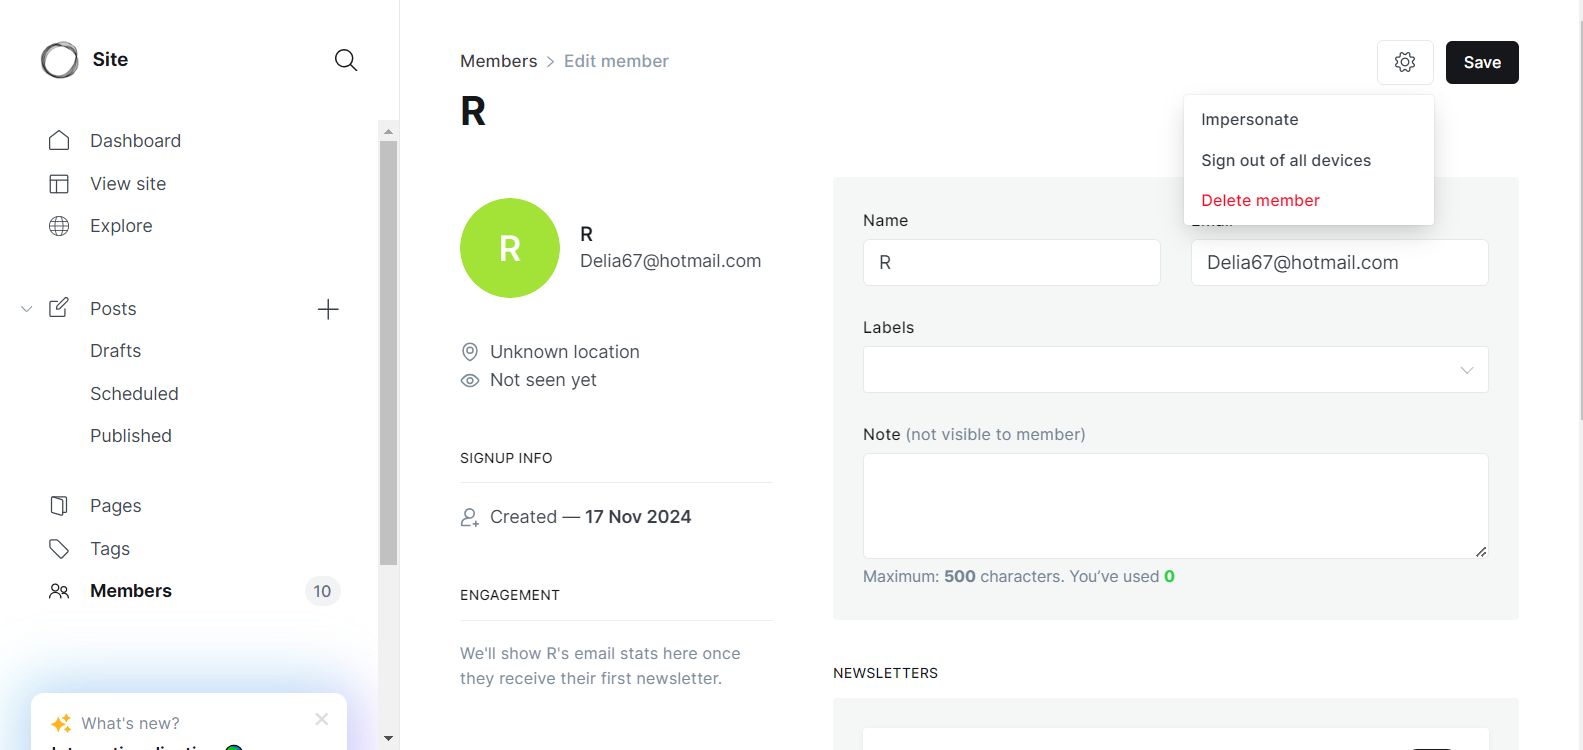 Site
Dashboard
View site
Explore
Posts
Drafts
Scheduled
Published
Pages
Tags
Members
10
What's new?
Members > Edit member
R
Save
Impersonate
Sign out of all devices
Delete member
R
R
Delia67@hotmail.com
Unknown location
Not seen yet
SIGNUP INFO
Created — 17 Nov 2024
ENGAGEMENT
We'll show R's email stats here once
they receive their first newsletter.
Name
R
Delia67@hotmail.com
Labels
Note (not visible to member)
Maximum: 500 characters. You’ve used 0
NEWSLETTERS